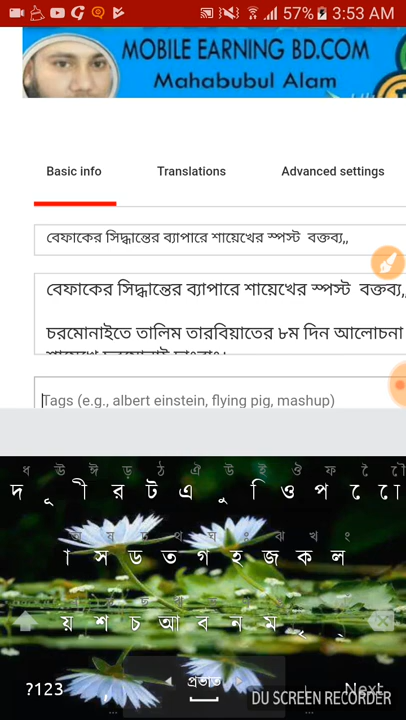 57% 3:53 AM
MOBILE EARNING BD.COM
Mahabubul Alam
Basic info Translations Advanced settings
বেফাকের সিদ্ধান্তের ব্যাপারে শায়েখের স্পস্ট বক্তব্য,,
বেফাকের সিদ্ধান্তের ব্যাপারে শায়েখের স্পস্ট বক্তব্য,
চরমোনাইতে তালিম তারবিয়াতের ৮ম দিন আলোচনা
Tags (e.g., albert einstein, flying pig, mashup)
ধ ঊ ঈ ড় ঠ ঐ উ ই ঔ ফ ৈ ৌ
দ ূ ী র ট এ ু ি ও প ে ো
অ য ঢ থ ঘ ঃ ঝ খ ং
া স ড ত গ হ জ ক ল
য় শ চ আ ব ন ম
?123 প্রভাত Next
DU SCREEN RECORDER